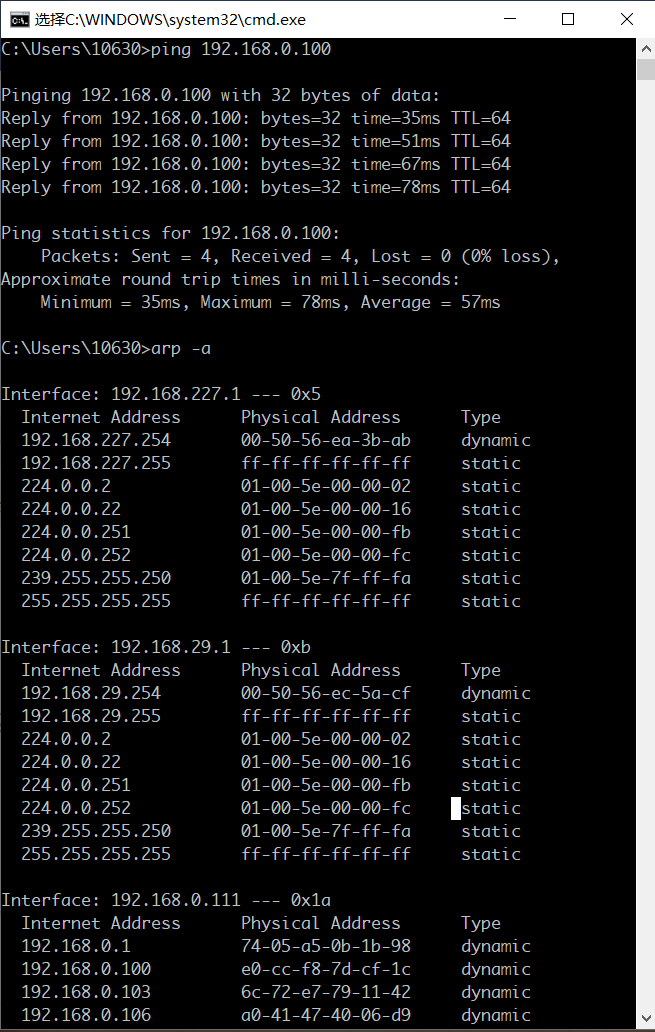 选择C:\WINDOWS\system32\cmd.exe
C:\Users\10630>ping 192.168.0.100
Pinging 192.168.0.100 with 32 bytes of data:
Reply from 192.168.0.100: bytes=32 time=35ms TTL=64
Reply from 192.168.0.100: bytes=32 time=51ms TTL=64
Reply from 192.168.0.100: bytes=32 time=67ms TTL=64
Reply from 192.168.0.100: bytes=32 time=78ms TTL=64
Ping statistics for 192.168.0.100:
    Packets: Sent = 4, Received = 4, Lost = 0 (0% loss),
Approximate round trip times in milli-seconds:
    Minimum = 35ms, Maximum = 78ms, Average = 57ms
C:\Users\10630>arp -a
Interface: 192.168.227.1 --- 0x5
  Internet Address      Physical Address      Type
  192.168.227.254       00-50-56-ea-3b-ab     dynamic
  192.168.227.255       ff-ff-ff-ff-ff-ff     static
  224.0.0.2             01-00-5e-00-00-02     static
  224.0.0.22            01-00-5e-00-00-16     static
  224.0.0.251           01-00-5e-00-00-fb     static
  224.0.0.252           01-00-5e-00-00-fc     static
  239.255.255.250       01-00-5e-7f-ff-fa     static
  255.255.255.255       ff-ff-ff-ff-ff-ff     static
Interface: 192.168.29.1 --- 0xb
  Internet Address      Physical Address      Type
  192.168.29.254        00-50-56-ec-5a-cf     dynamic
  192.168.29.255        ff-ff-ff-ff-ff-ff     static
  224.0.0.2             01-00-5e-00-00-02     static
  224.0.0.22            01-00-5e-00-00-16     static
  224.0.0.251           01-00-5e-00-00-fb     static
  224.0.0.252           01-00-5e-00-00-fc     static
  239.255.255.250       01-00-5e-7f-ff-fa     static
  255.255.255.255       ff-ff-ff-ff-ff-ff     static
Interface: 192.168.0.111 --- 0x1a
  Internet Address      Physical Address      Type
  192.168.0.1           74-05-a5-0b-1b-98     dynamic
  192.168.0.100         e0-cc-f8-7d-cf-1c     dynamic
  192.168.0.103         6c-72-e7-79-11-42     dynamic
  192.168.0.106         a0-41-47-40-06-d9     dynamic